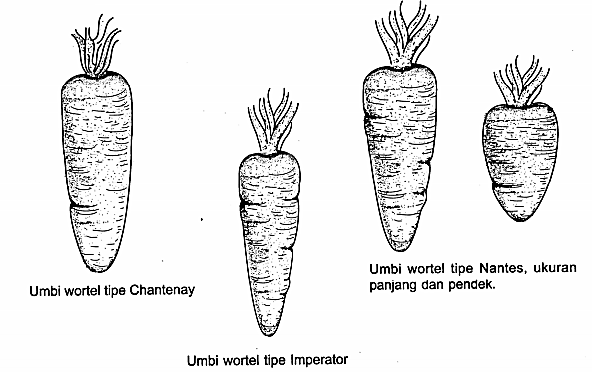 Umbi wortel tipe Chantenay
Umbi wortel tipe Nantes, ukuran
panjang dan pendek.
Umbi wortel tipe Imperator